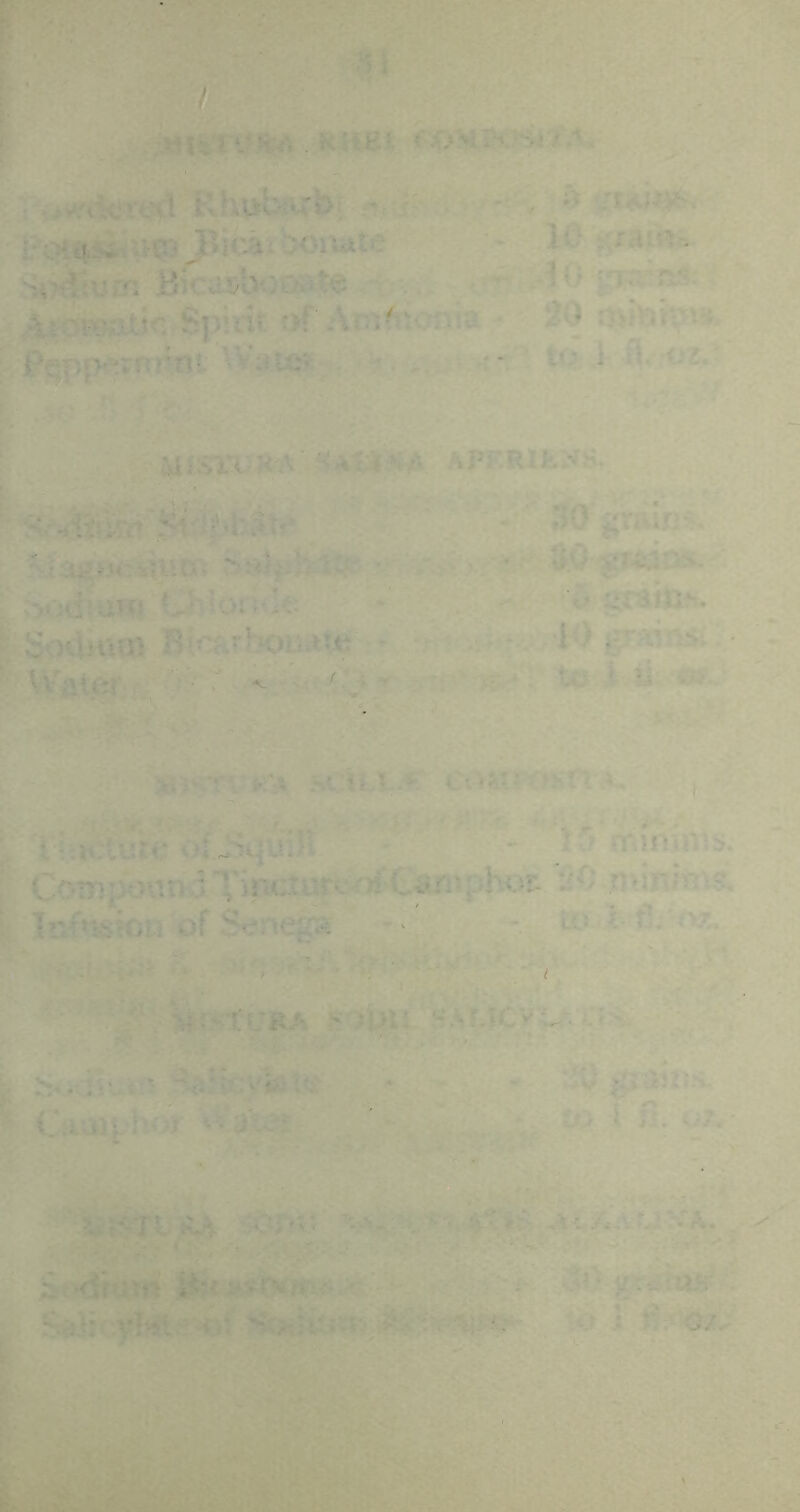 31
MISTURA RHEI COMPOSITA.
Powdered Rhubarb - - 5 grains.
Potassium Bicarbonate - 10 grains.
Sodium Bicarbonate - 10 grains.
Aromatic Spirit of Ammonia - 20 minims.
Peppermint Water - to 1 fl. oz.
MISTURA SALINA APERIENS.
Sodium Sulphate - 30 grains.
Magnesium Sulphate - grains.
Sodium Chloride - 5 grains.
Sodium Bicarbonate - 10 grains.
Water - to 1 fl. oz.
MISTURA SCILLÆ COMPOSITA.
Tincture of Squill - - 15 minims.
Compound Tincture of Camphor 20 minims.
Infusion of Senega - - to 1 fl. oz.
MISTURA SODII SALICYLATIS.
Sodium Salicylate - - - grains.
Camphor Water - to 1 fl. oz.
MISTURA SODII SALICYLATIS ALKALINA.
Sodium Bicarbonate - 30 grains
Salicylate of Sodium to 1 fl. oz.